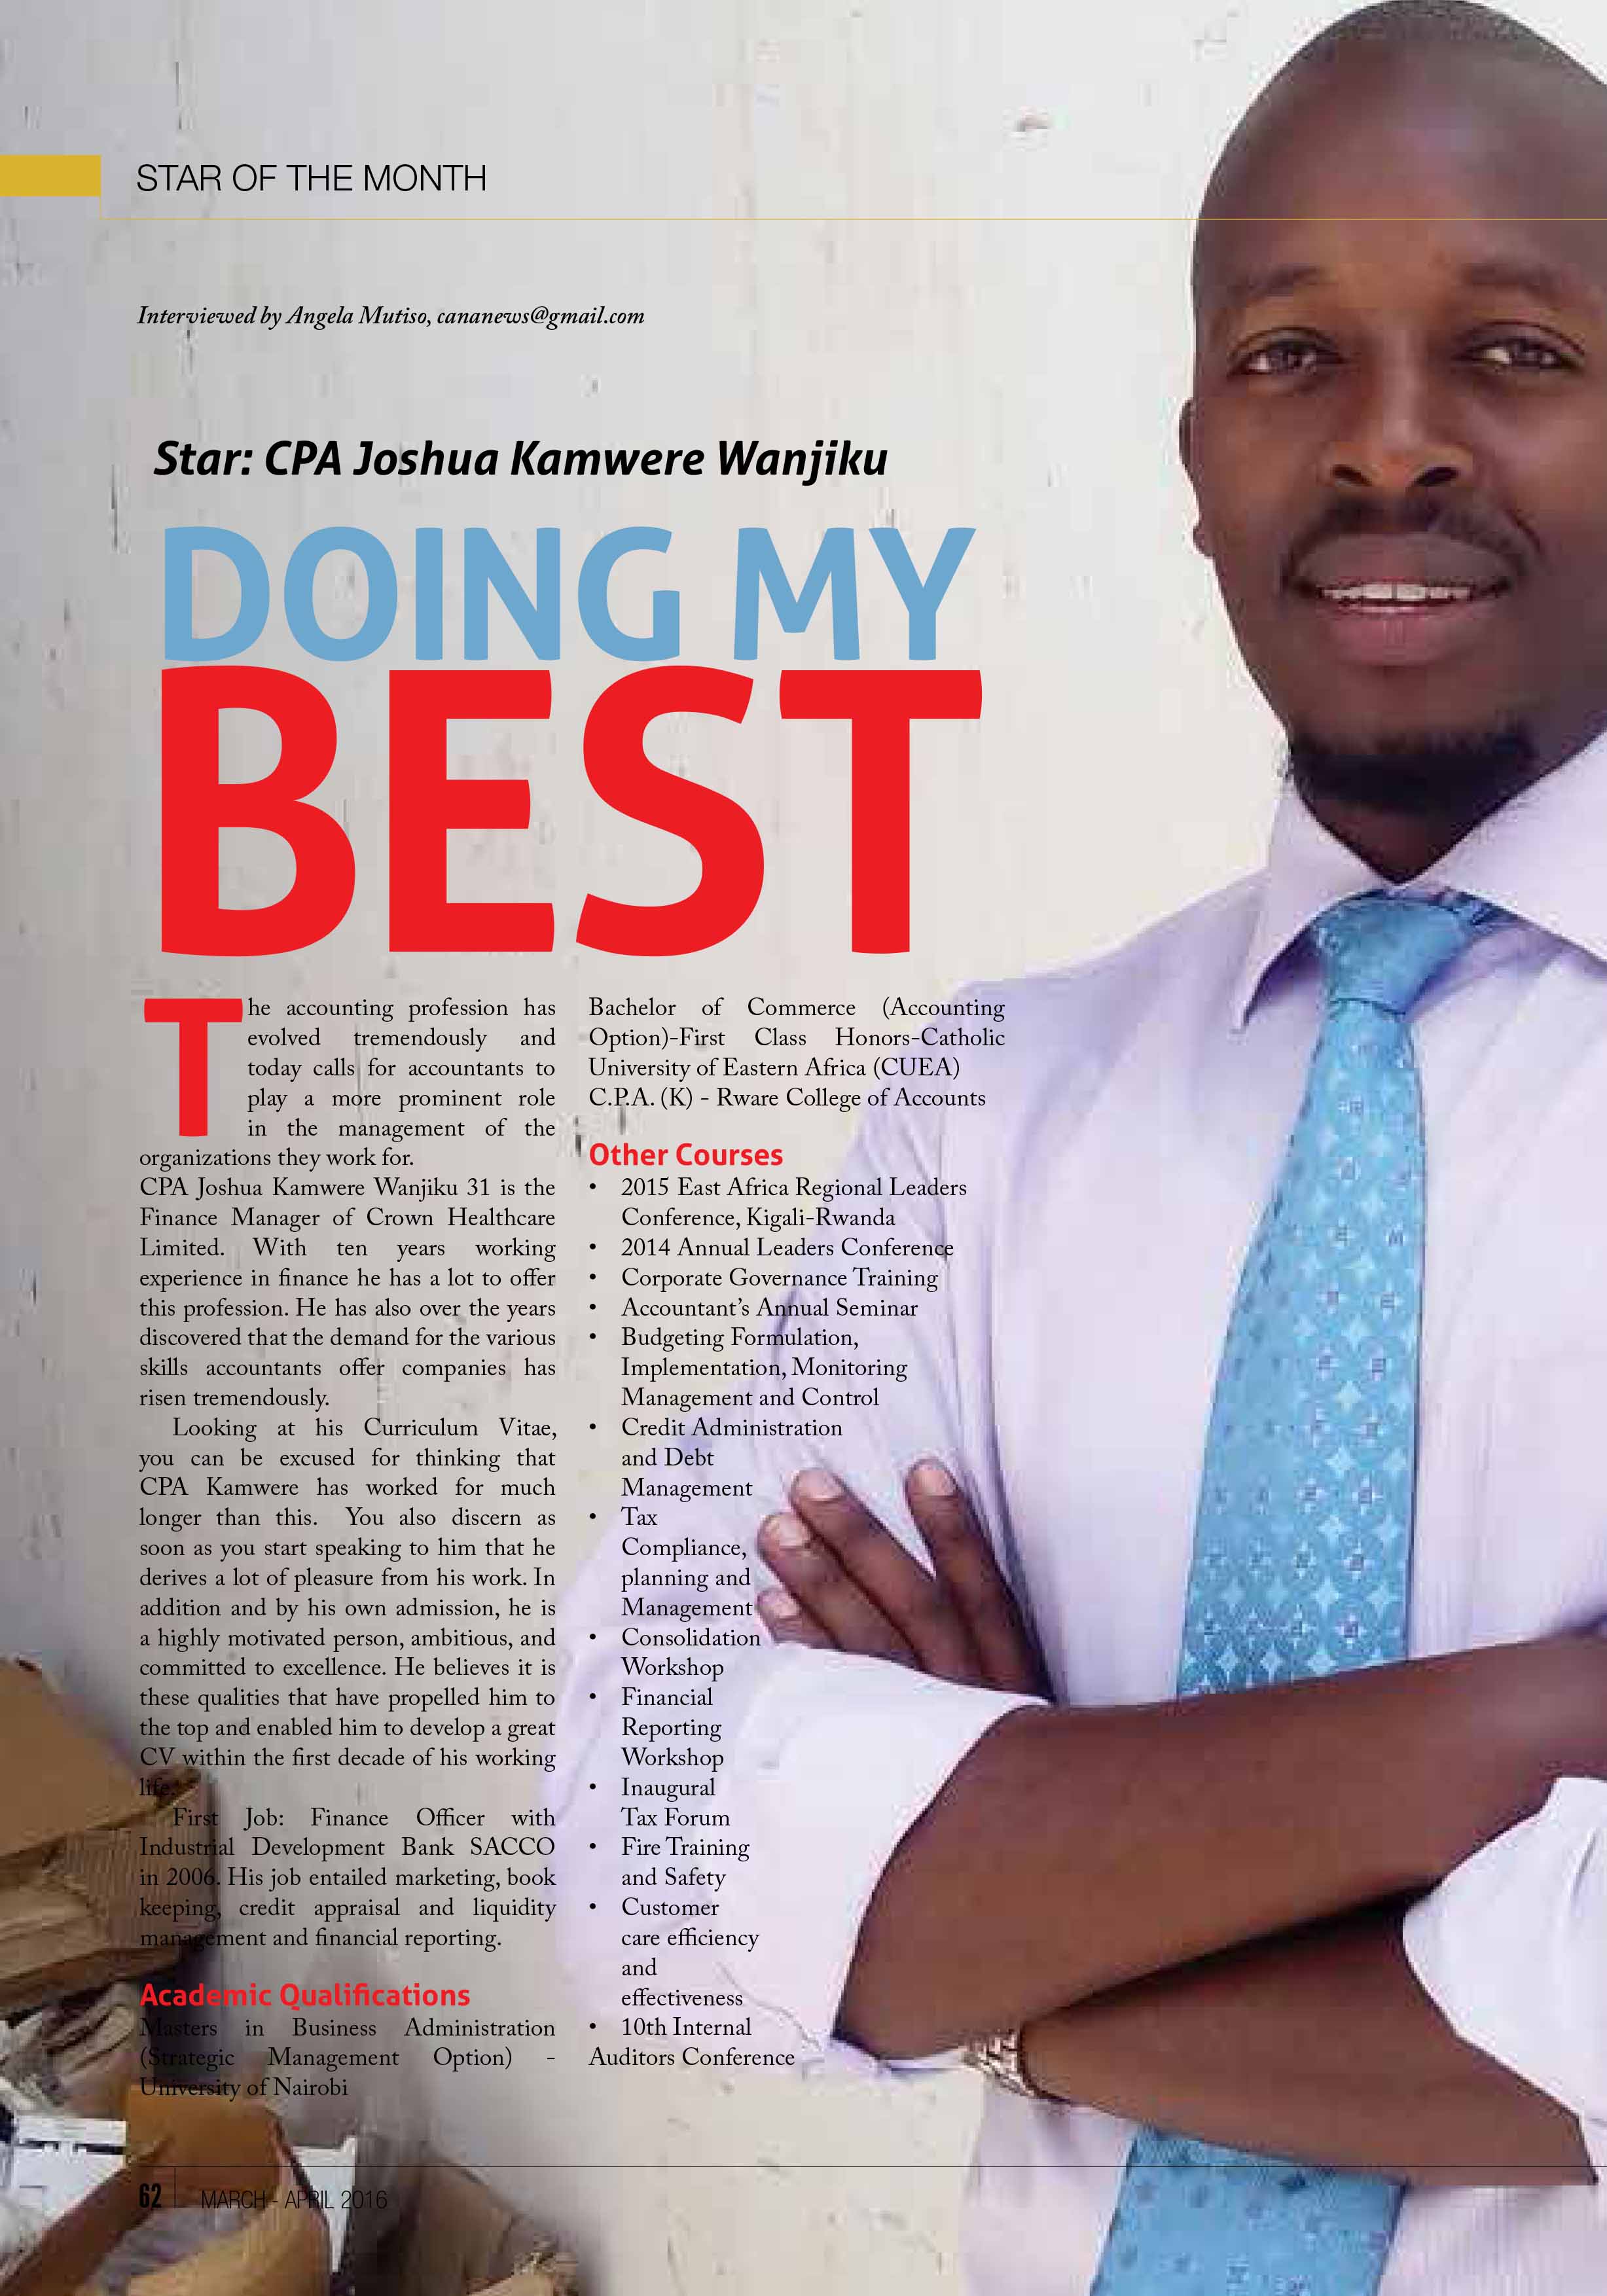 STAR OF THE MONTH
Interviewed by Angela Mutiso, cananews@gmail.com
Star: CPA Joshua Kamwere Wanjiku
DOING MY
BEST
The accounting profession has
evolved tremendously and
today calls for accountants to
play a more prominent role
in the management of the
organizations they work for.
CPA Joshua Kamwere Wanjiku 31 is the
Finance Manager of Crown Healthcare
Limited. With ten years working
experience in finance he has a lot to offer
this profession. He has also over the years
discovered that the demand for the various
skills accountants offer companies has
risen tremendously.
Looking at his Curriculum Vitae,
you can be excused for thinking that
CPA Kamwere has worked for much
longer than this. You also discern as
soon as you start speaking to him that he
derives a lot of pleasure from his work. In
addition and by his own admission, he is
a highly motivated person, ambitious, and
committed to excellence. He believes it is
these qualities that have propelled him to
the top and enabled him to develop a great
CV within the first decade of his working
life.
First Job: Finance Officer with
Industrial Development Bank SACCO
in 2006. His job entailed marketing, book
keeping, credit appraisal and liquidity
management and financial reporting.
Academic Qualifications
Masters in Business Administration
(Strategic Management Option) -
University of Nairobi
Bachelor of Commerce (Accounting
Option)-First Class Honors-Catholic
University of Eastern Africa (CUEA)
C.P.A. (K) - Rware College of Accounts
Other Courses
• 2015 East Africa Regional Leaders
Conference, Kigali-Rwanda
• 2014 Annual Leaders Conference
• Corporate Governance Training
• Accountant's Annual Seminar
• Budgeting Formulation,
Implementation, Monitoring
Management and Control
• Credit Administration
and Debt
Management
• Tax
Compliance,
planning and
Management
• Consolidation
Workshop
• Financial
Reporting
Workshop
• Inaugural
Tax Forum
• Fire Training
and Safety
• Customer
care efficiency
and
effectiveness
• 10th Internal
Auditors Conference
62 MARCH - APRIL 2016